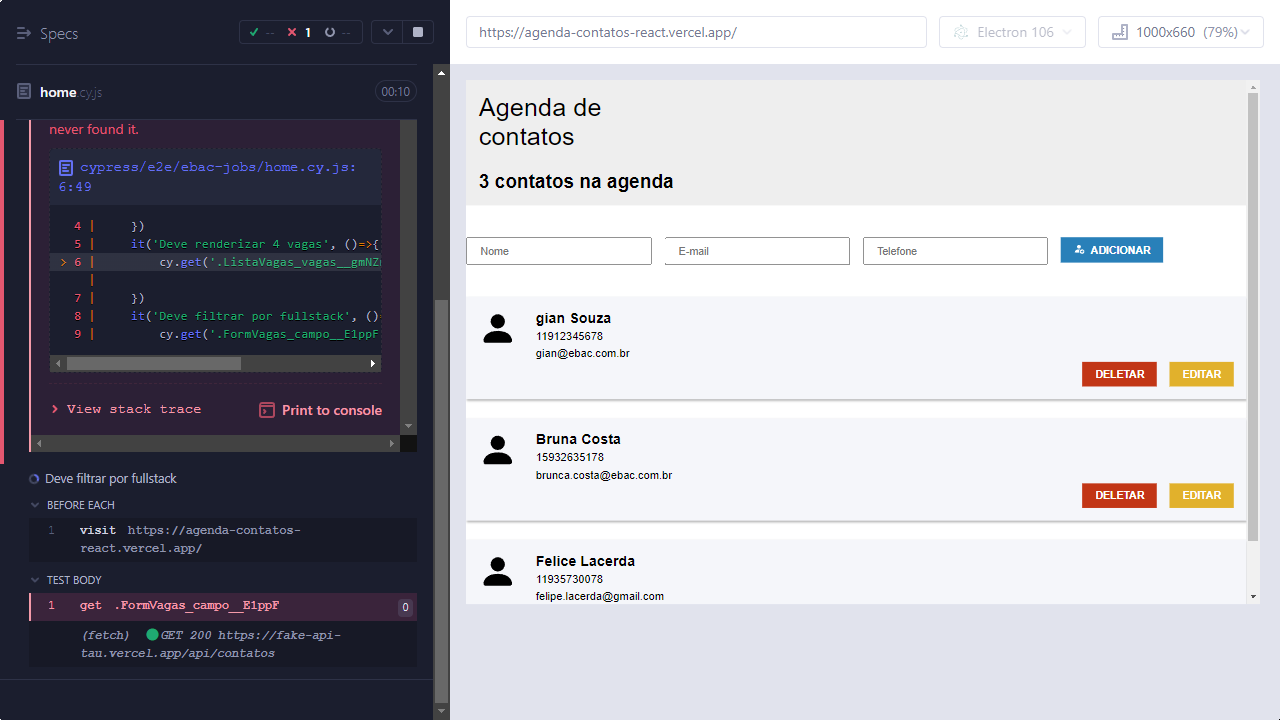 Specs
-- 1 --
home.cy.js 00:10
never found it.
cypress/e2e/ebac-jobs/home.cy.js:
6:49
4 | })
5 | it('Deve renderizar 4 vagas', ()=>{
> 6 | cy.get('.ListaVagas_vagas__gmNZ
|
7 | })
8 | it('Deve filtrar por fullstack', ()
9 | cy.get('.FormVagas_campo__E1ppF
> View stack trace Print to console
Deve filtrar por fullstack
BEFORE EACH
1 visit https://agenda-contatos-
react.vercel.app/
TEST BODY
1 get .FormVagas_campo__E1ppF 0
(fetch) GET 200 https://fake-api-
tau.vercel.app/api/contatos
https://agenda-contatos-react.vercel.app/
Electron 106
1000x660 (79%)
Agenda de
contatos
3 contatos na agenda
Nome E-mail Telefone ADICIONAR
gian Souza
11912345678
gian@ebac.com.br
DELETAR EDITAR
Bruna Costa
15932635178
brunca.costa@ebac.com.br
DELETAR EDITAR
Felice Lacerda
11935730078
felipe.lacerda@gmail.com